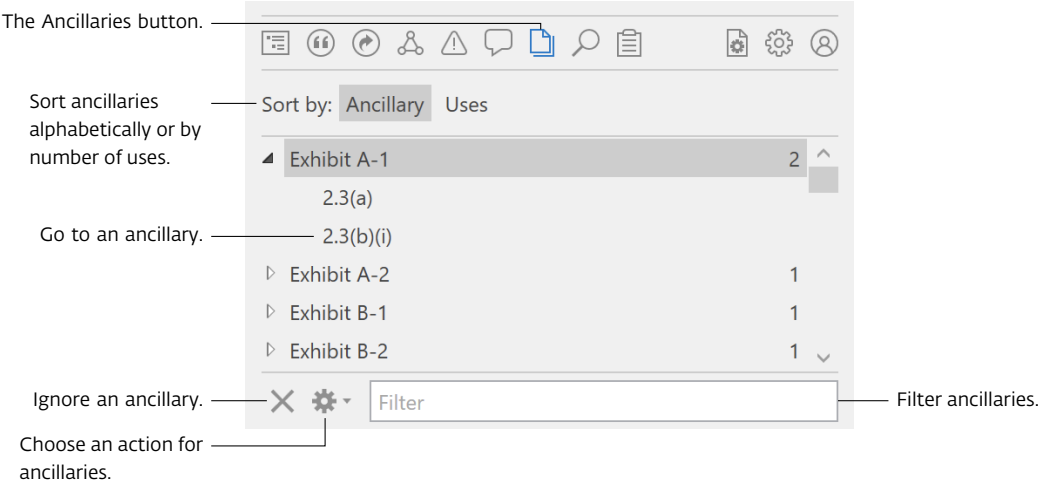 The Ancillaries button.
Sort ancillaries
alphabetically or by
number of uses.
Sort by: Ancillary Uses
Exhibit A-1 2
2.3(a)
Go to an ancillary.
2.3(b)(i)
Exhibit A-2 1
Exhibit B-1 1
Exhibit B-2 1
Ignore an ancillary.
Filter
Filter ancillaries.
Choose an action for
ancillaries.